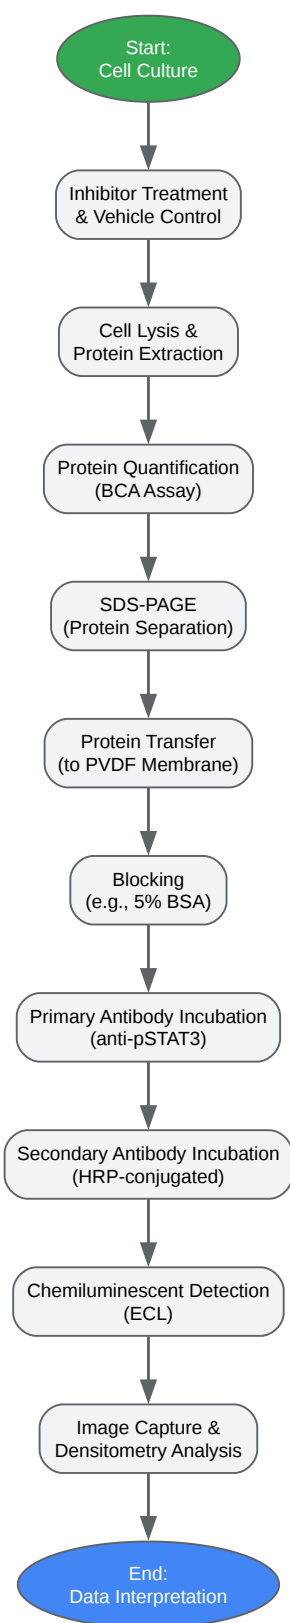 Start:
Cell Culture
Inhibitor Treatment
& Vehicle Control
Cell Lysis &
Protein Extraction
Protein Quantification
(BCA Assay)
SDS-PAGE
(Protein Separation)
Protein Transfer
(to PVDF Membrane)
Blocking
(e.g., 5% BSA)
Primary Antibody Incubation
(anti-pSTAT3)
Secondary Antibody Incubation
(HRP-conjugated)
Chemiluminescent Detection
(ECL)
Image Capture &
Densitometry Analysis
End:
Data Interpretation